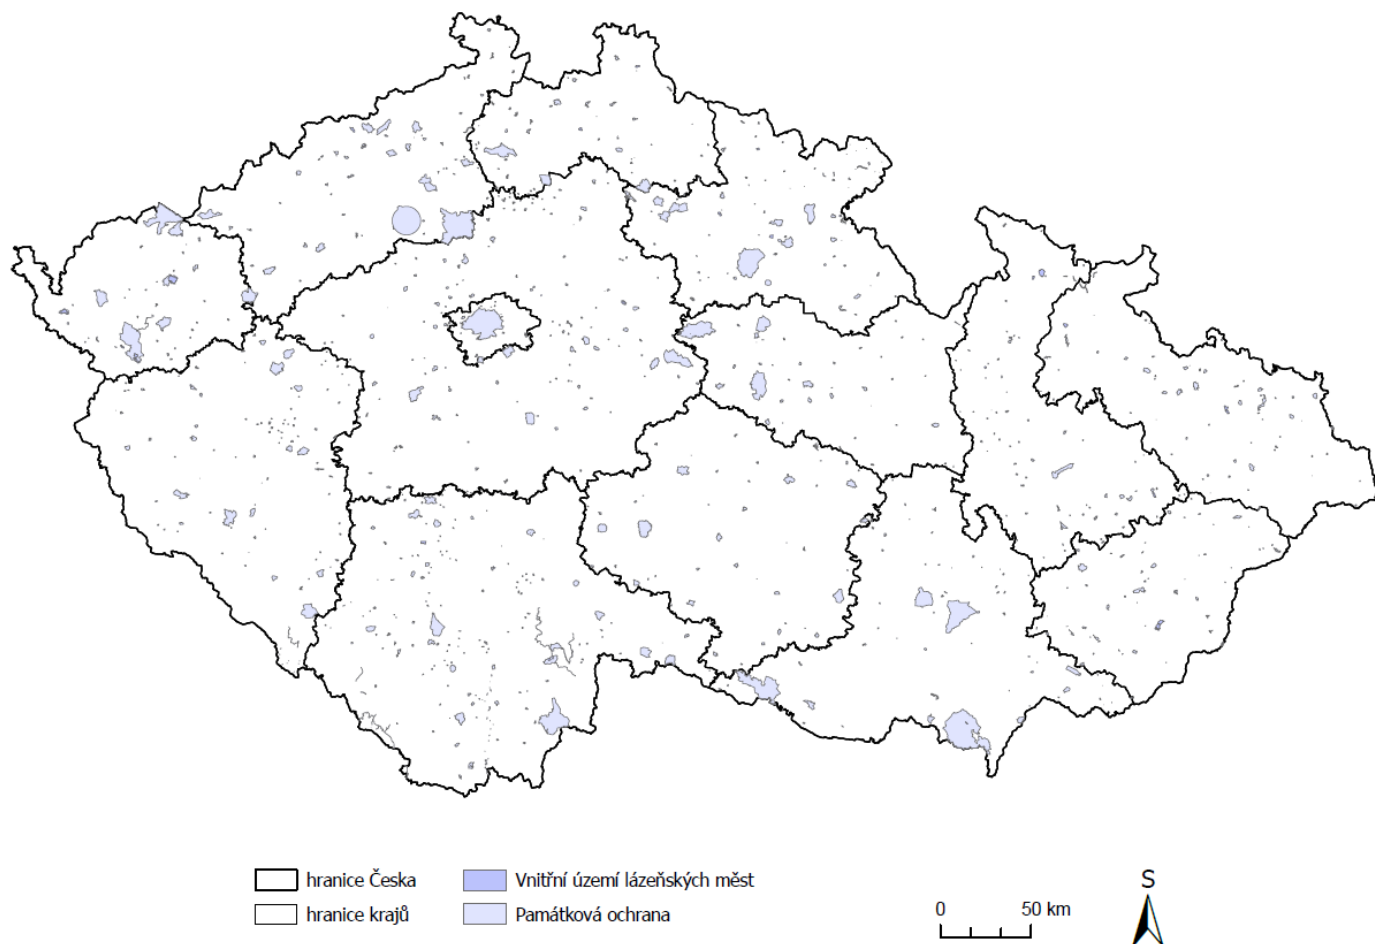 hranice Česka
hranice krajů
Vnitřní území lázeňských měst
Památková ochrana
0 50 km
S